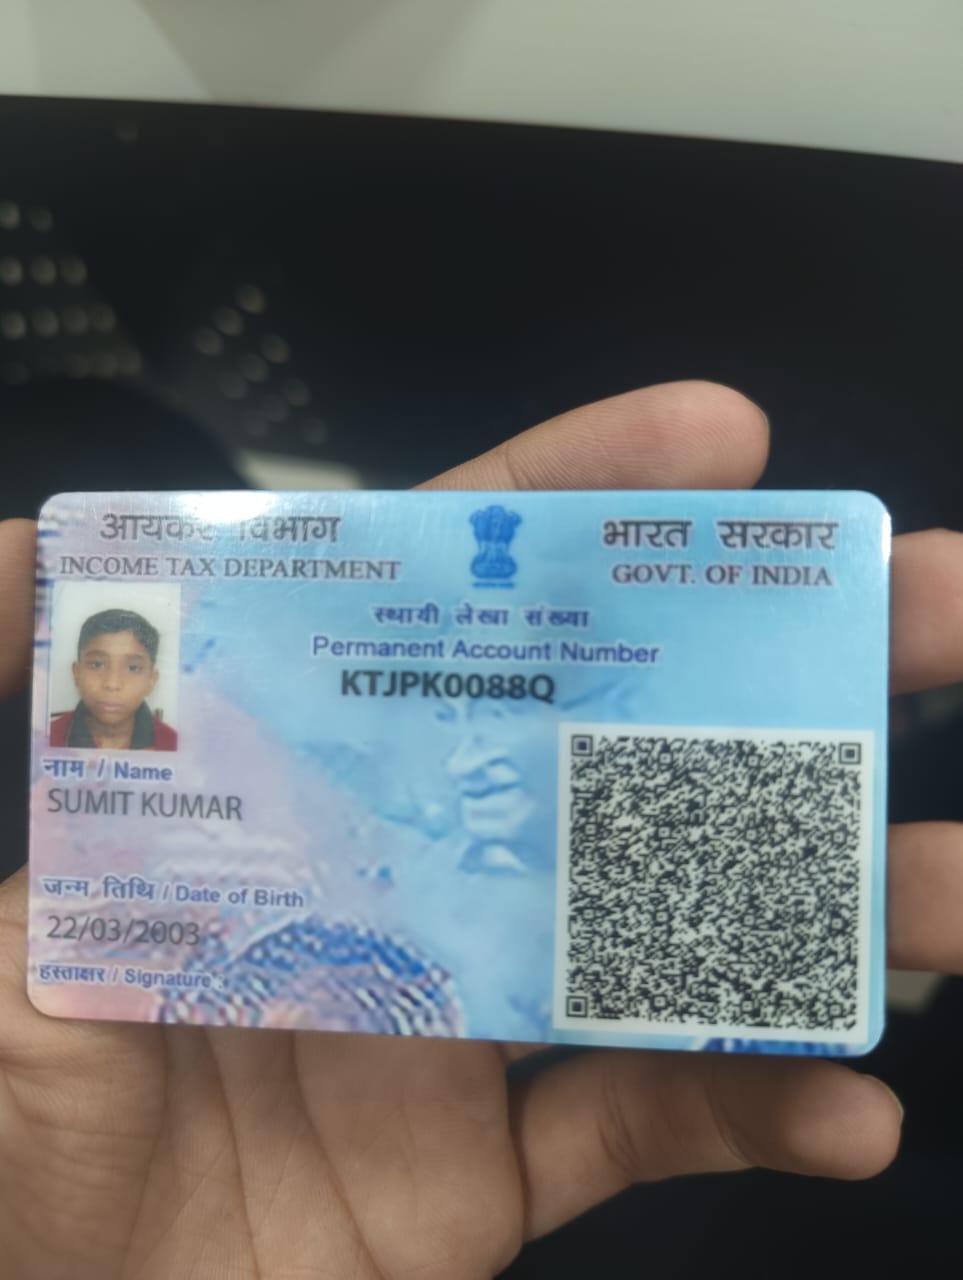 आयकर विभाग
INCOME TAX DEPARTMENT
भारत सरकार
GOVT. OF INDIA
स्थायी लेखा संख्या
Permanent Account Number
KTJPK0088Q
नाम / Name
SUMIT KUMAR
जन्म तिथि / Date of Birth
22/03/2003
हस्ताक्षर / Signature :